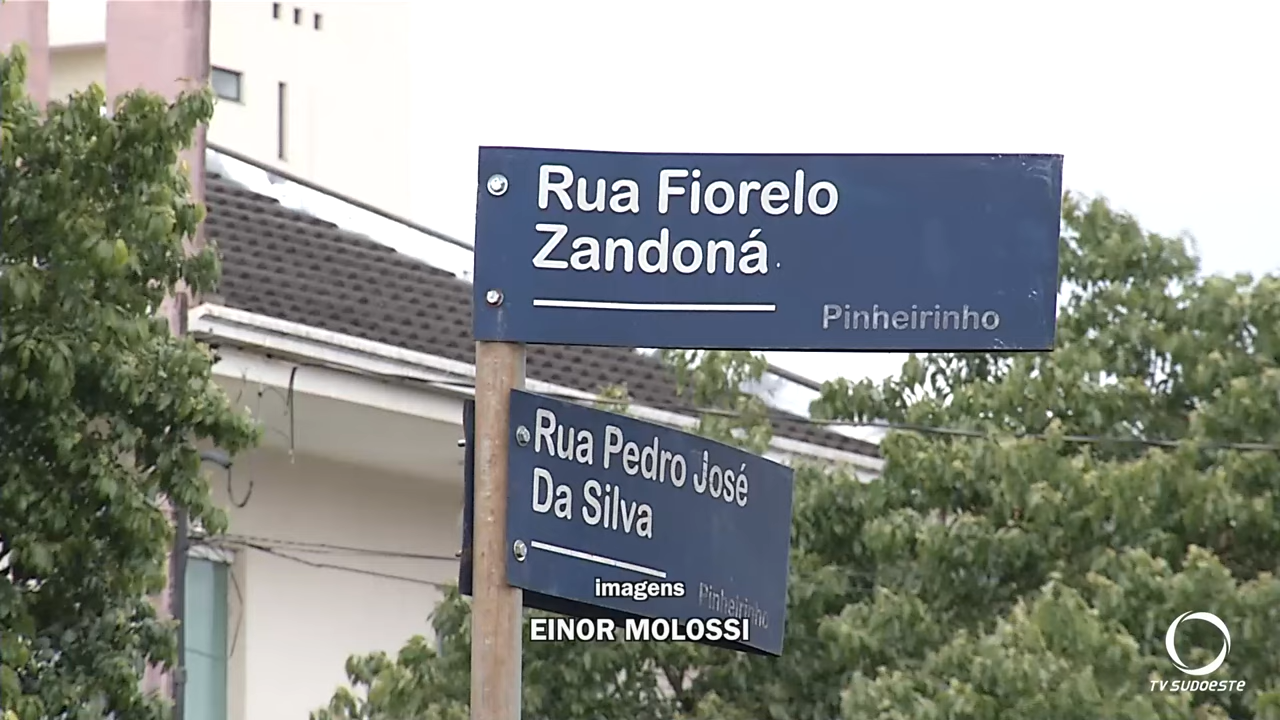 Rua Fiorelo
Zandoná
Pinheirinho
Rua Pedro José
Da Silva
Pinheirinho
imagens
EINOR MOLOSSI
TV SUDOESTE